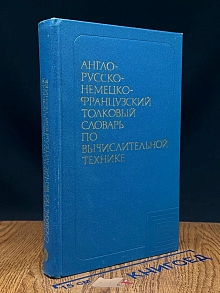 АНГЛО-
РУССКО-
НЕМЕЦКО-
ФРАНЦУЗСКИЙ
ТОЛКОВЫЙ
СЛОВАРЬ
ПО
ВЫЧИСЛИТЕЛЬНОЙ
ТЕХНИКЕ